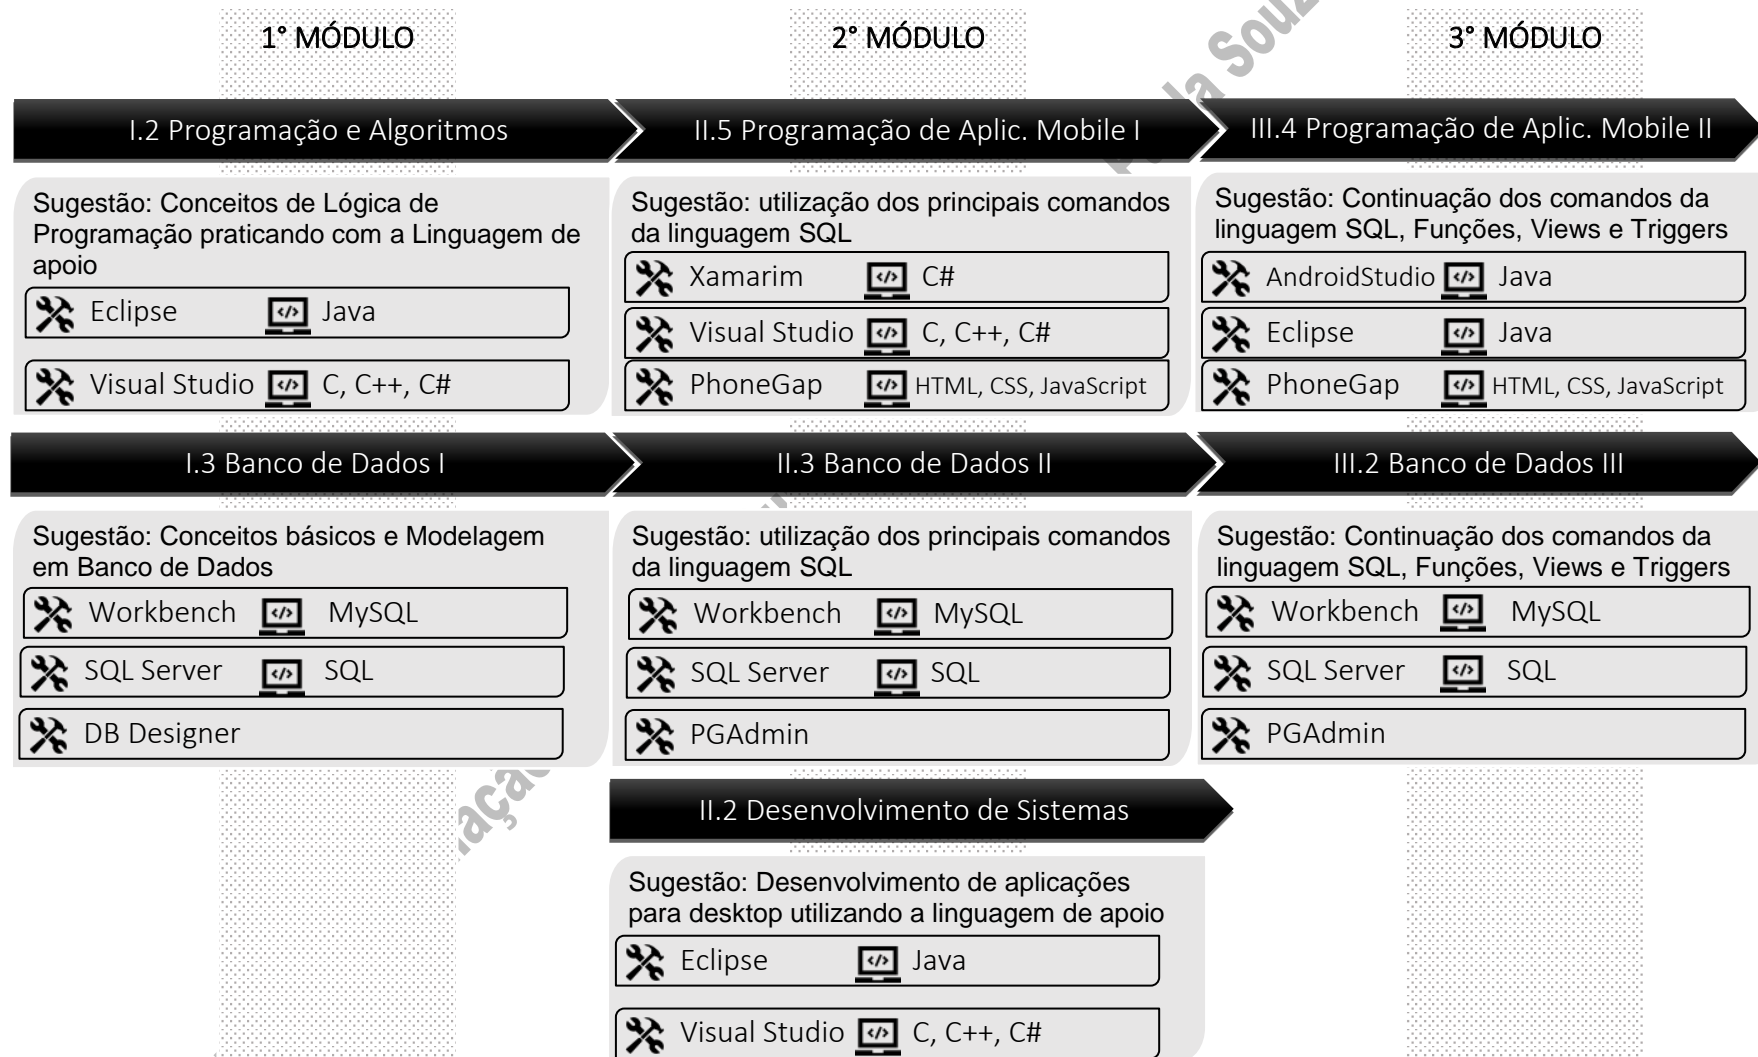 1° MÓDULO
2° MÓDULO
3° MÓDULO
I.2 Programação e Algoritmos
II.5 Programação de Aplic. Mobile I
III.4 Programação de Aplic. Mobile II
Sugestão: Conceitos de Lógica de
Programação praticando com a Linguagem de
apoio
Eclipse </> Java
Visual Studio </> C, C++, C#
Sugestão: utilização dos principais comandos
da linguagem SQL
Xamarim </> C#
Visual Studio </> C, C++, C#
PhoneGap </> HTML, CSS, JavaScript
Sugestão: Continuação dos comandos da
linguagem SQL, Funções, Views e Triggers
AndroidStudio </> Java
Eclipse </> Java
PhoneGap </> HTML, CSS, JavaScript
I.3 Banco de Dados I
II.3 Banco de Dados II
III.2 Banco de Dados III
Sugestão: Conceitos básicos e Modelagem
em Banco de Dados
Workbench </> MySQL
SQL Server </> SQL
DB Designer
Sugestão: utilização dos principais comandos
da linguagem SQL
Workbench </> MySQL
SQL Server </> SQL
PGAdmin
Sugestão: Continuação dos comandos da
linguagem SQL, Funções, Views e Triggers
Workbench </> MySQL
SQL Server </> SQL
PGAdmin
II.2 Desenvolvimento de Sistemas
Sugestão: Desenvolvimento de aplicações
para desktop utilizando a linguagem de apoio
Eclipse </> Java
Visual Studio </> C, C++, C#